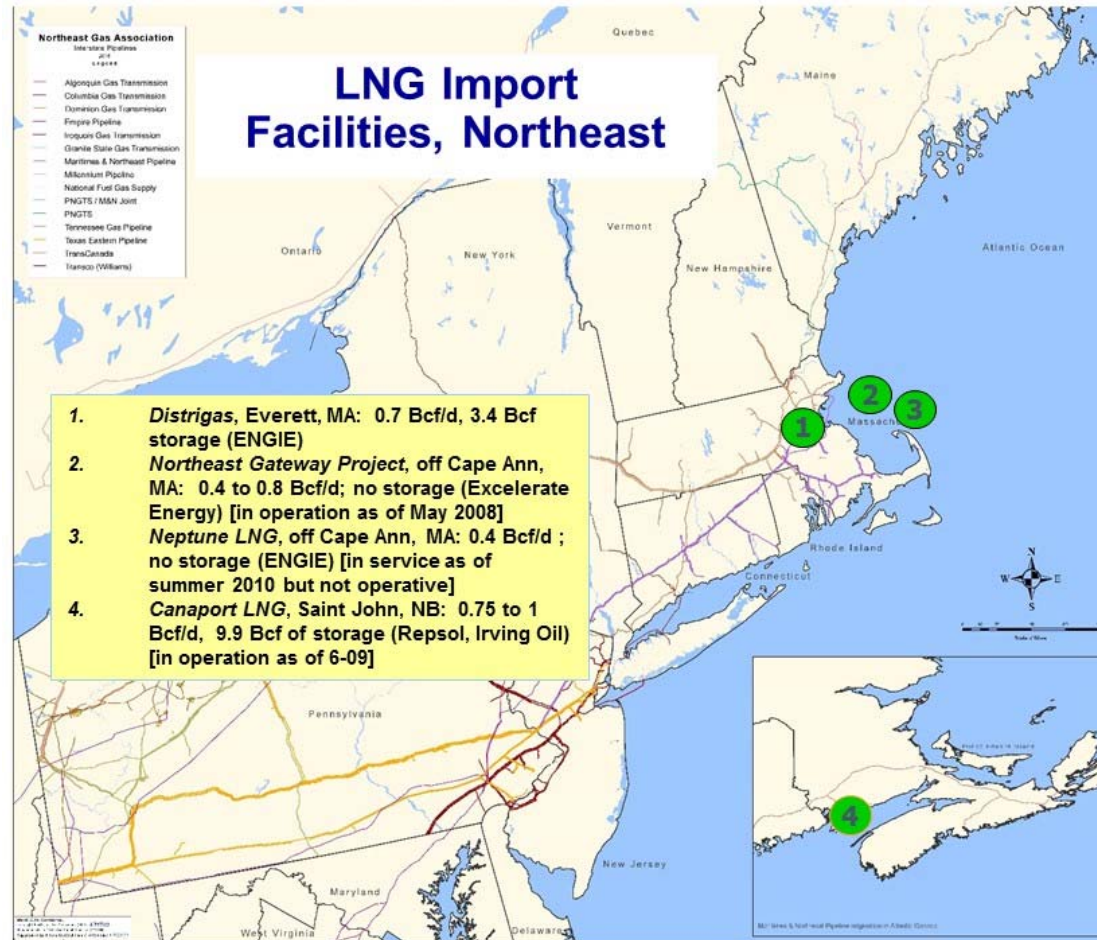 Northeast Gas Association
Interstate Pipelines
Legend
Algonquin Gas Transmission
Columbia Gas Transmission
Dominion Gas Transmission
Empire Pipeline
Iroquois Gas Transmission
Granite State Gas Transmission
Maritimes & Northeast Pipeline
Millennium Pipeline
National Fuel Gas Supply
PNGTS / M&N Joint
PNGTS
Tennessee Gas Pipeline
Texas Eastern Pipeline
TransCanada
Transco (Williams)
LNG Import
Facilities, Northeast
Quebec
Maine
Ontario
New York
Vermont
New Hampshire
Atlantic Ocean
1
2
3
Massachu
1. Distrigas, Everett, MA: 0.7 Bcf/d, 3.4 Bcf
storage (ENGIE)
2. Northeast Gateway Project, off Cape Ann,
MA: 0.4 to 0.8 Bcf/d; no storage (Excelerate
Energy) [in operation as of May 2008]
3. Neptune LNG, off Cape Ann, MA: 0.4 Bcf/d ;
no storage (ENGIE) [in service as of
summer 2010 but not operative]
4. Canaport LNG, Saint John, NB: 0.75 to 1
Bcf/d, 9.9 Bcf of storage (Repsol, Irving Oil)
[in operation as of 6-09]
Rhode Island
Connecticut
N
W E
S
Pennsylvania
New Jersey
Maryland
West Virginia
Delaware
Prince Edward Island
4